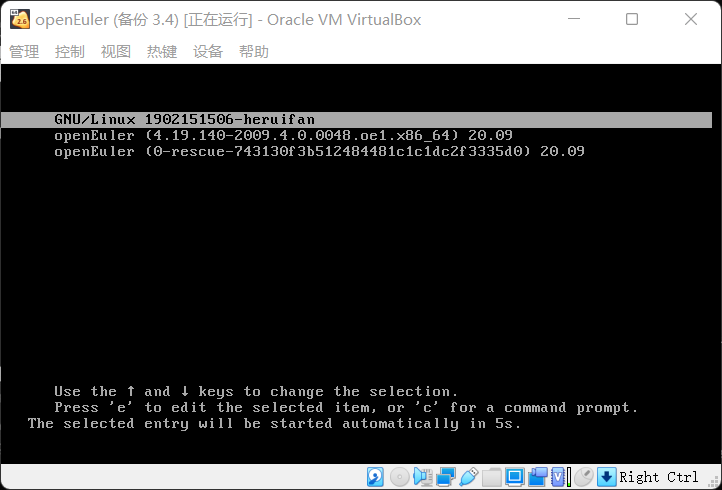 openEuler (备份 3.4) [正在运行] - Oracle VM VirtualBox
管理 控制 视图 热键 设备 帮助
GNU/Linux 1902151506-heruifan
openEuler (4.19.140-2009.4.0.0048.oe1.x86_64) 20.09
openEuler (0-rescue-743130f3b512484481c1c1dc2f3335d0) 20.09
Use the ↑ and ↓ keys to change the selection.
Press 'e' to edit the selected item, or 'c' for a command prompt.
The selected entry will be started automatically in 5s.
Right Ctrl